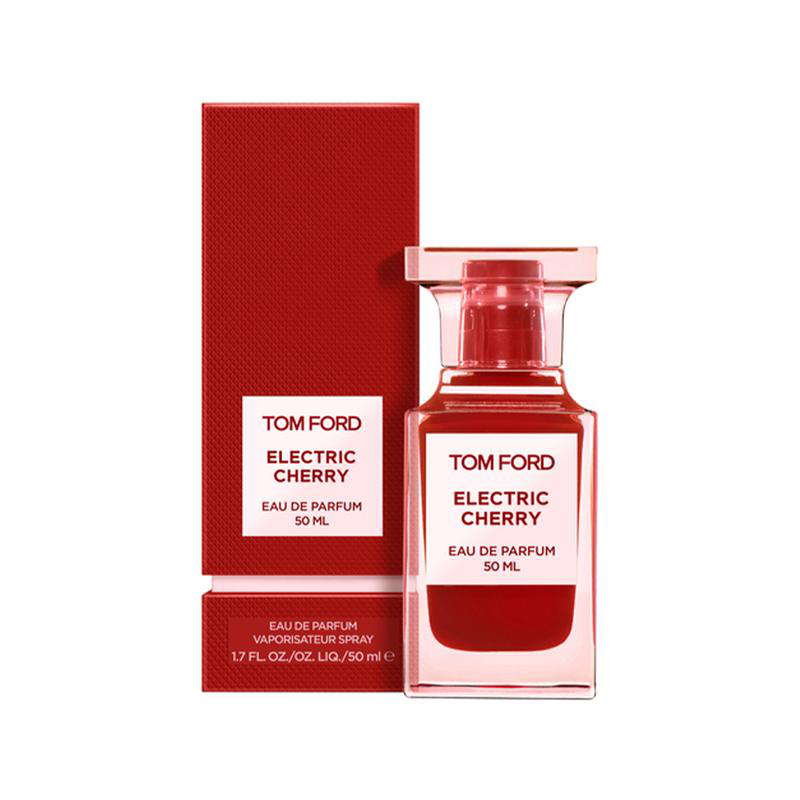 TOM FORD
ELECTRIC
CHERRY
EAU DE PARFUM
50 ML
EAU DE PARFUM
VAPORISATEUR SPRAY
1.7 FL. OZ./OZ. LIQ./50 ml ℮
TOM FORD
ELECTRIC
CHERRY
EAU DE PARFUM
50 ML